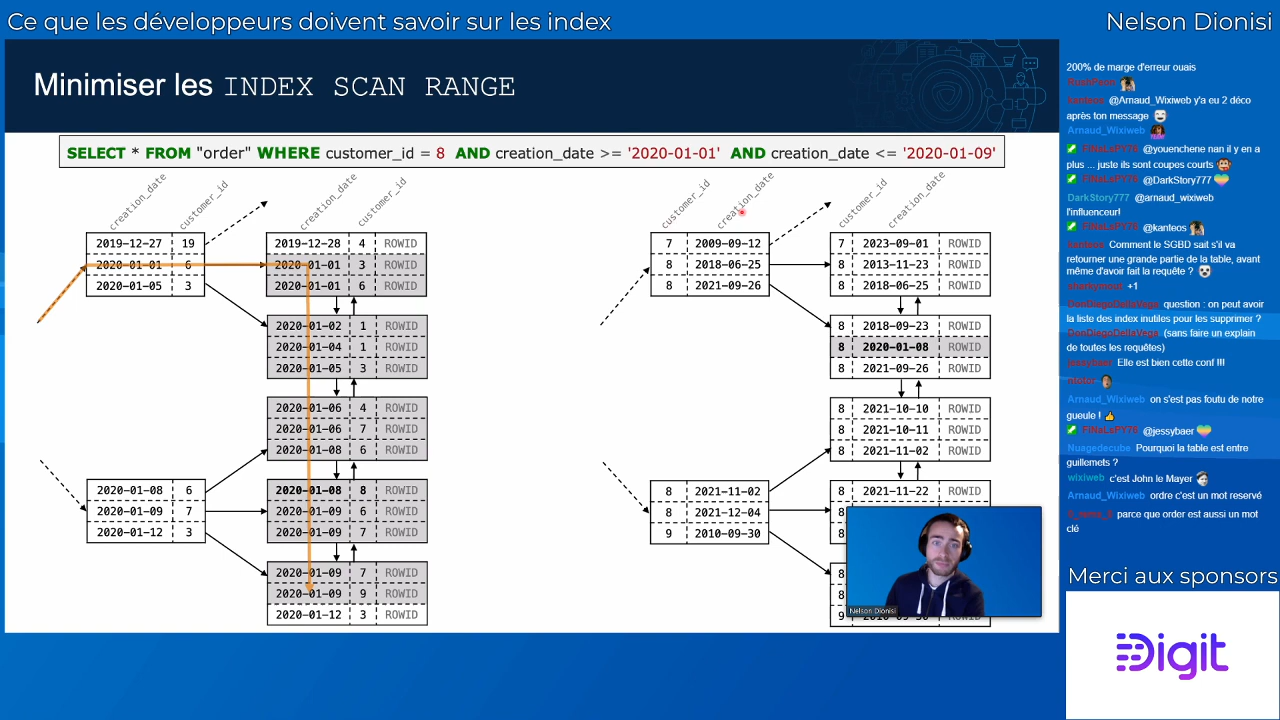 Ce que les développeurs doivent savoir sur les index
Nelson Dionisi
Minimiser les INDEX SCAN RANGE
SELECT * FROM "order" WHERE customer_id = 8 AND creation_date >= '2020-01-01' AND creation_date <= '2020-01-09'
creation_date customer_id
2019-12-27 19
2020-01-01 6
2020-01-05 3
2020-01-08 6
2020-01-09 7
2020-01-12 3
creation_date customer_id
2019-12-28 4 ROWID
2020-01-01 3 ROWID
2020-01-01 6 ROWID
2020-01-02 1 ROWID
2020-01-04 1 ROWID
2020-01-05 3 ROWID
2020-01-06 4 ROWID
2020-01-06 7 ROWID
2020-01-08 6 ROWID
2020-01-08 8 ROWID
2020-01-09 6 ROWID
2020-01-09 7 ROWID
2020-01-09 7 ROWID
2020-01-09 9 ROWID
2020-01-12 3 ROWID
customer_id creation_date
7 2009-09-12
8 2018-06-25
8 2021-09-26
8 2021-11-02
8 2021-12-04
9 2010-09-30
customer_id creation_date
7 2023-09-01 ROWID
8 2013-11-23 ROWID
8 2018-06-25 ROWID
8 2018-09-23 ROWID
8 2020-01-08 ROWID
8 2021-09-26 ROWID
8 2021-10-10 ROWID
8 2021-10-11 ROWID
8 2021-11-02 ROWID
8 2021-11-22 ROWID
8
8
8
8
9
Nelson Dionisi
200% de marge d'erreur ouais
kanteos @Arnaud_Wixiweb y'a eu 2 déco
après ton message
Arnaud_Wixiweb
FiNaLsPY76 @youenchene nan il y en a
plus ... juste ils sont coupes courts
FiNaLsPY76 @DarkStory777
DarkStory777 @arnaud_wixiweb
l'influenceur!
FiNaLsPY76 @kanteos
kanteos Comment le SGBD sait s'il va
retourner une grande partie de la table, avant
même d'avoir fait la requête ?
+1
DonDiegoDellaVega question : on peut avoir
la liste des index inutiles pour les supprimer ?
DonDiegoDellaVega (sans faire un explain
de toutes les requêtes)
jessybaer Elle est bien cette conf !!!
Arnaud_Wixiweb on s'est pas foutu de notre
gueule !
FiNaLsPY76 @jessybaer
Nuagedecube Pourquoi la table est entre
guillemets ?
wixiweb c'est John le Mayer
Arnaud_Wixiweb ordre c'est un mot reservé
parce que order est aussi un mot
clé
Merci aux sponsors
Digit